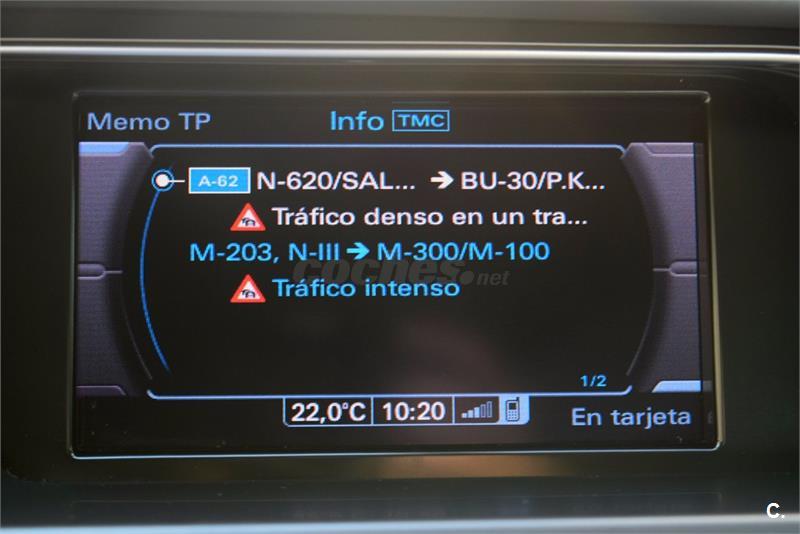 Memo TP
Info TMC
A-62 N-620/SAL... → BU-30/P.K...
Tráfico denso en un tra...
M-203, N-III → M-300/M-100
coches.net
Tráfico intenso
1/2
22,0°C 10:20
En tarjeta
C.